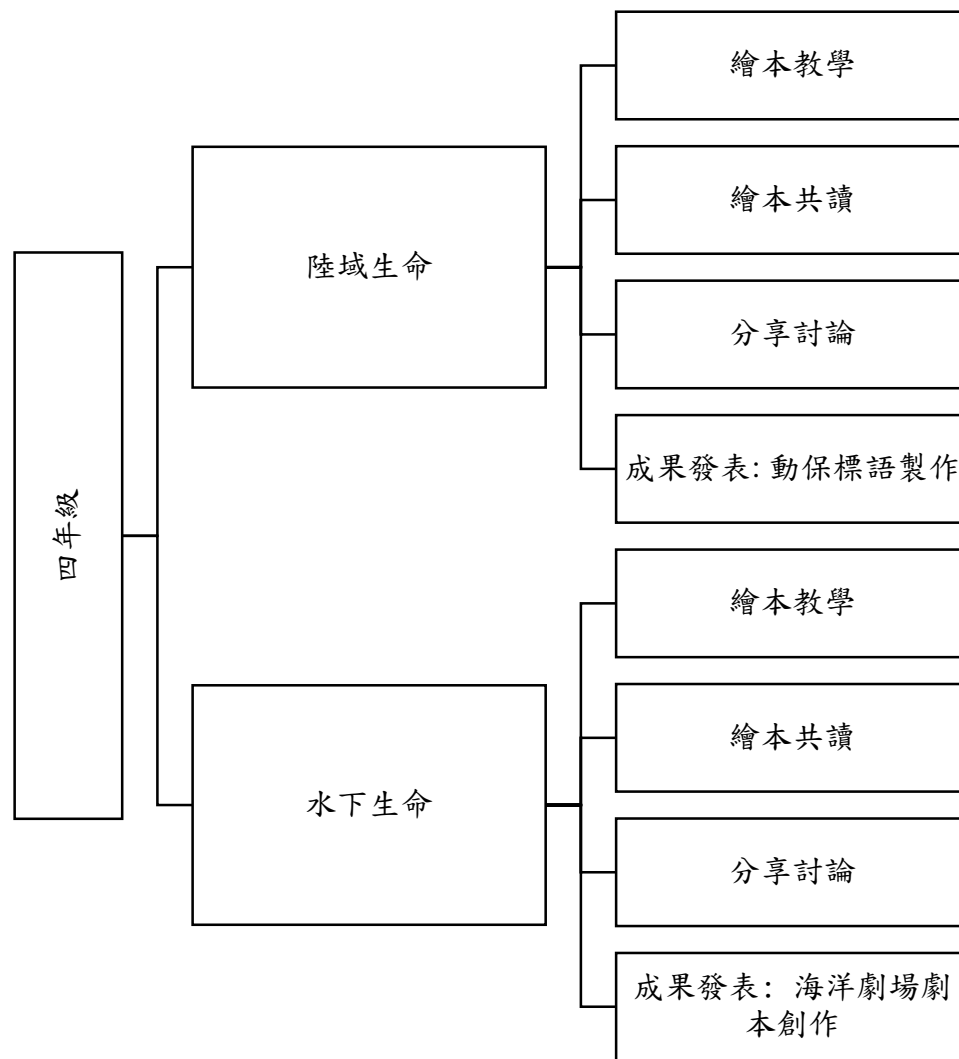 四年級
陸域生命
繪本教學
繪本共讀
分享討論
成果發表:動保標語製作
水下生命
繪本教學
繪本共讀
分享討論
成果發表: 海洋劇場劇
本創作